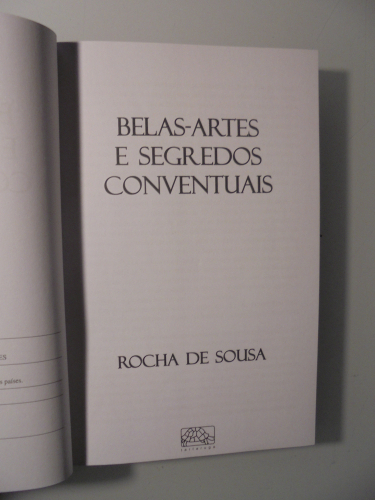 BELAS-ARTES
E SEGREDOS
CONVENTUAIS
ROCHA DE SOUSA